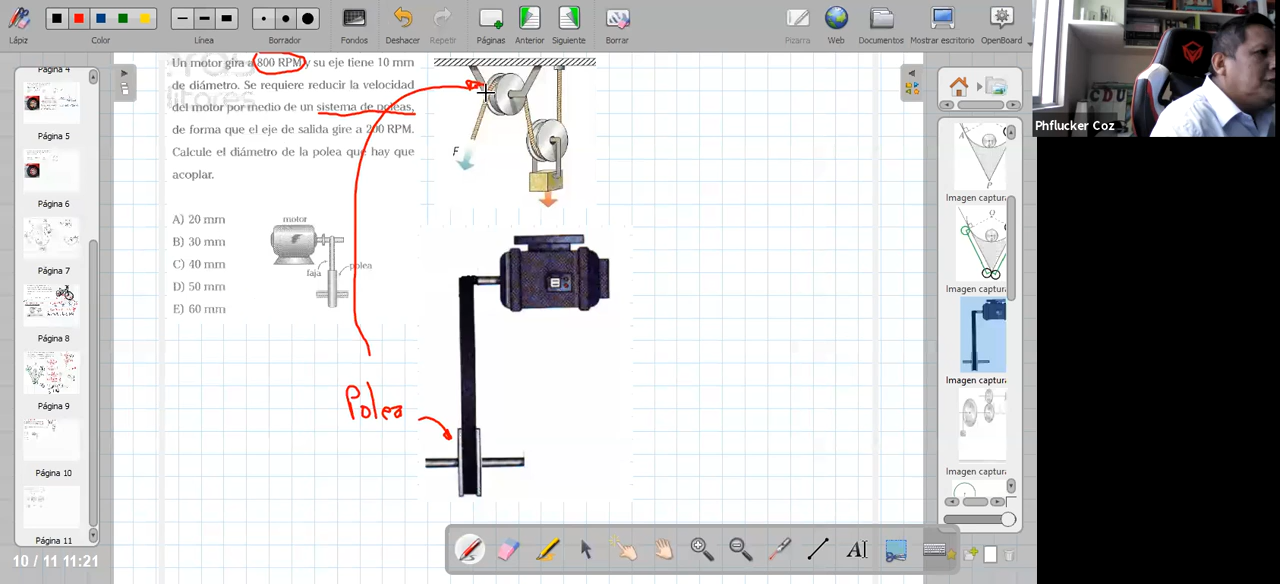 Lápiz
Color
Línea
Borrador
Fondos
Deshacer
Repetir
Páginas
Anterior
Siguiente
Borrar
Pizarra
Web
Documentos
Mostrar escritorio
OpenBoard
Página 4
Página 5
Página 6
Página 7
Página 8
Página 9
Página 10
Página 11
10 / 11 11:21
Un motor gira a 800 RPM y su eje tiene 10 mm
de diámetro. Se requiere reducir la velocidad
del motor por medio de un sistema de poleas,
de forma que el eje de salida gire a 200 RPM.
Calcule el diámetro de la polea que hay que
acoplar.
A) 20 mm
B) 30 mm
C) 40 mm
D) 50 mm
E) 60 mm
motor
faja
polea
F
Polea
Imagen captura
Imagen captura
Imagen captura
Imagen captura
Phflucker Coz